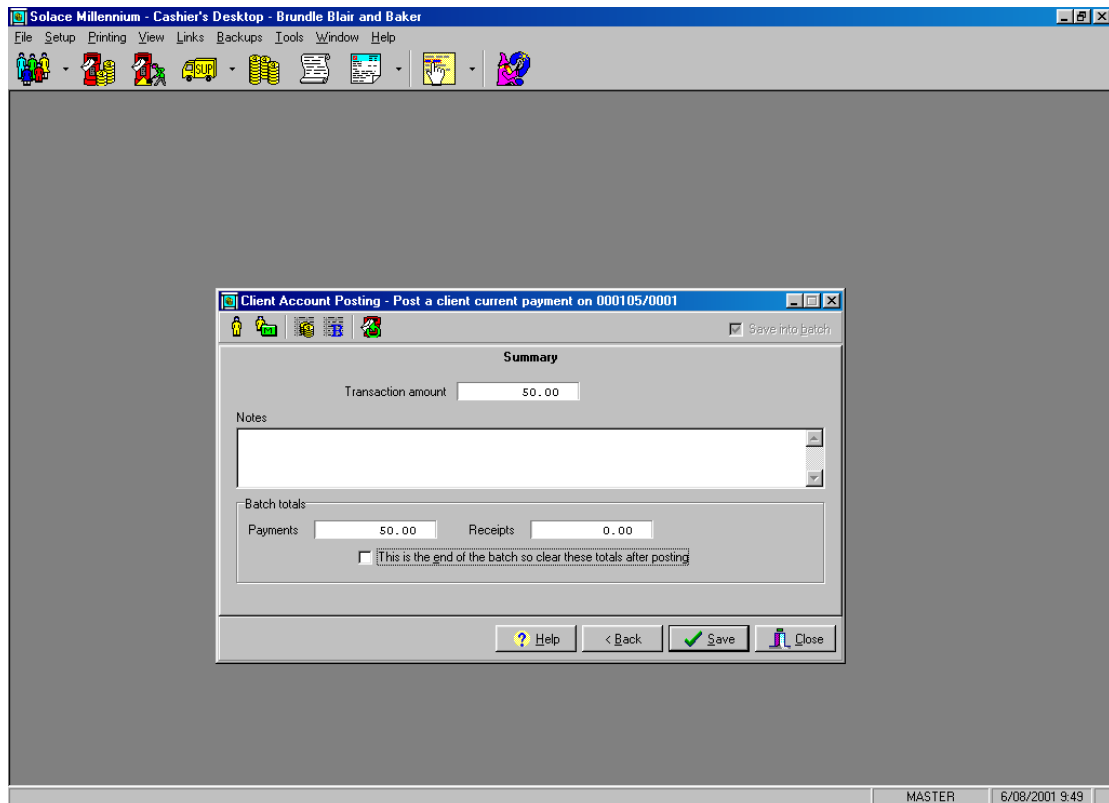 Solace Millennium - Cashier's Desktop - Brundle Blair and Baker
File Setup Printing View Links Backups Tools Window Help
SUP
Client Account Posting - Post a client current payment on 000105/0001
Save into batch
Summary
Transaction amount 50.00
Notes
Batch totals
Payments 50.00 Receipts 0.00
This is the end of the batch so clear these totals after posting
? Help < Back Save Close
MASTER 6/08/2001 9:49